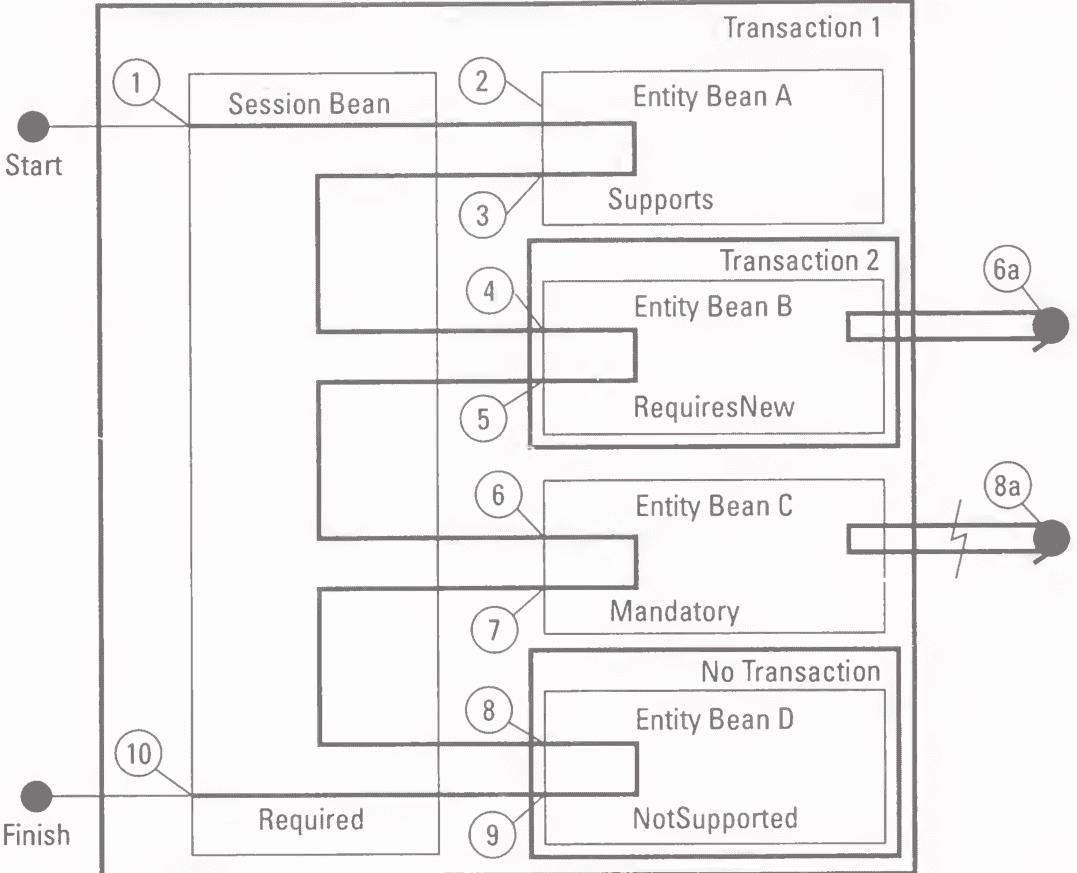 Transaction 1
1
Session Bean
2
Entity Bean A
Start
3
Supports
Transaction 2
6a
4
Entity Bean B
5
RequiresNew
6
Entity Bean C
8a
7
Mandatory
No Transaction
8
Entity Bean D
10
Finish
Required
9
NotSupported